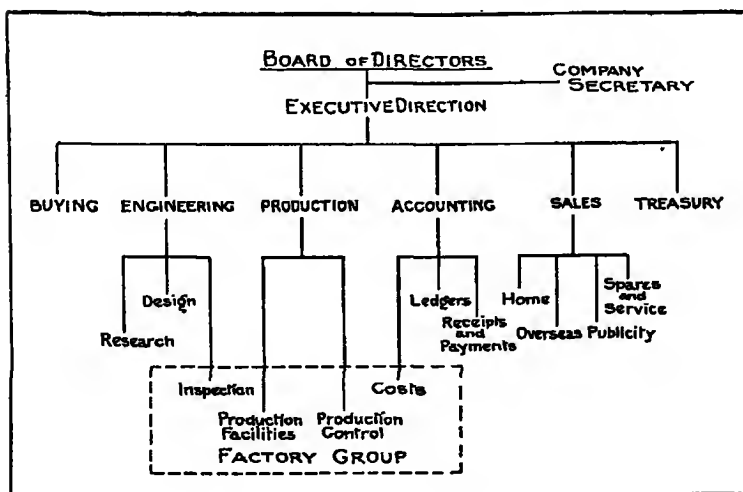 BOARD OF DIRECTORS
COMPANY
SECRETARY
EXECUTIVE DIRECTION
BUYING ENGINEERING PRODUCTION ACCOUNTING SALES TREASURY
Design
Research
Inspection
Production
Facilities
Production
Control
Ledgers
Receipts
and
Payments
Costs
Home
Overseas
Publicity
Spares
and
Service
FACTORY GROUP